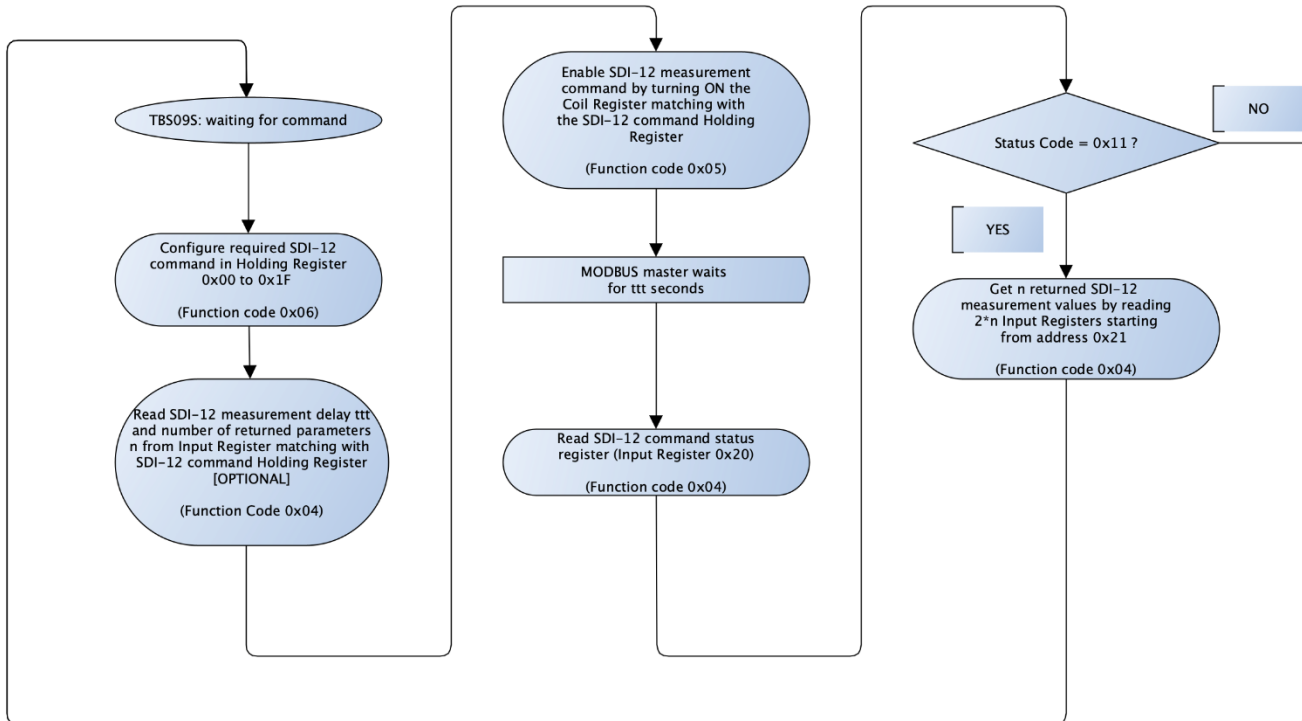 TBS09S: waiting for command
Configure required SDI-12
command in Holding Register
0x00 to 0x1F
(Function code 0x06)
Read SDI-12 measurement delay ttt
and number of returned parameters
n from Input Register matching with
SDI-12 command Holding Register
[OPTIONAL]
(Function Code 0x04)
Enable SDI-12 measurement
command by turning ON the
Coil Register matching with
the SDI-12 command Holding
Register
(Function code 0x05)
MODBUS master waits
for ttt seconds
Read SDI-12 command status
register (Input Register 0x20)
(Function code 0x04)
Status Code = 0x11 ?
NO
YES
Get n returned SDI-12
measurement values by reading
2*n Input Registers starting
from address 0x21
(Function code 0x04)